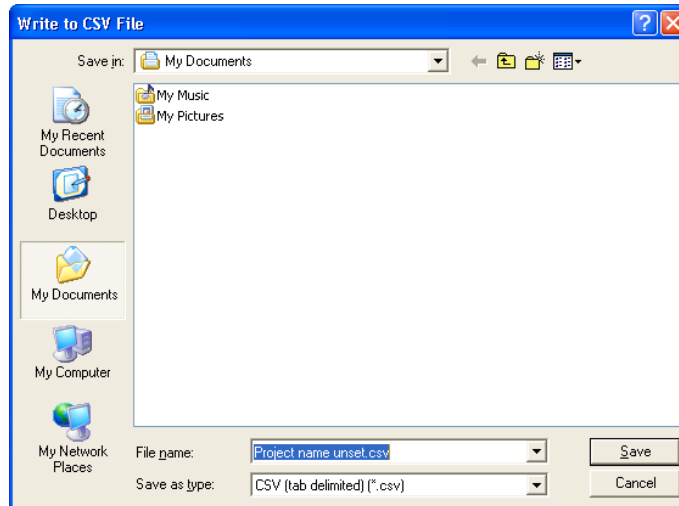 Write to CSV File
Save in: My Documents
My Music
My Pictures
My Recent
Documents
Desktop
My Documents
My Computer
My Network
Places
File name: Project name unset.csv Save
Save as type: CSV (tab delimited) (*.csv) Cancel